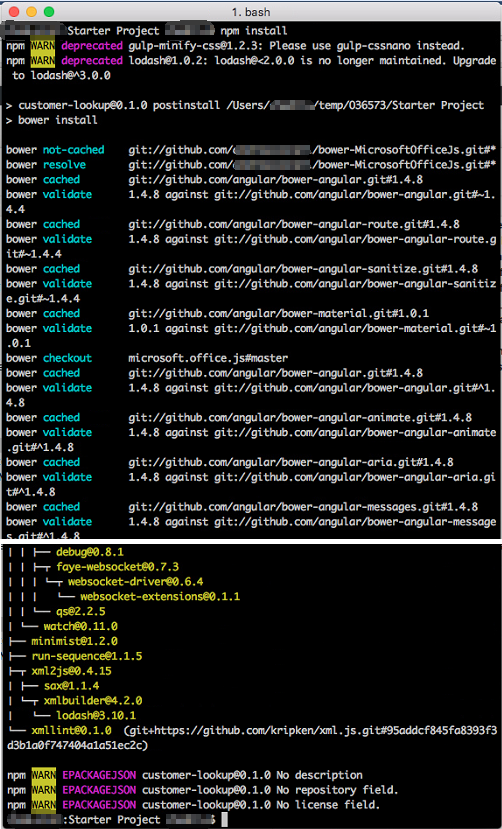 1. bash
:Starter Project npm install
npm WARN deprecated gulp-minify-css@1.2.3: Please use gulp-cssnano instead.
npm WARN deprecated lodash@1.0.2: lodash@<2.0.0 is no longer maintained. Upgrade
to lodash@^3.0.0
> customer-lookup@0.1.0 postinstall /Users/ /temp/O36573/Starter Project
> bower install
bower not-cached git://github.com/ /bower-MicrosoftOfficeJs.git#*
bower resolve git://github.com/ /bower-MicrosoftOfficeJs.git#*
bower cached git://github.com/angular/bower-angular.git#1.4.8
bower validate 1.4.8 against git://github.com/angular/bower-angular.git#~1.
4.4
bower cached git://github.com/angular/bower-angular-route.git#1.4.8
bower validate 1.4.8 against git://github.com/angular/bower-angular-route.g
it#~1.4.4
bower cached git://github.com/angular/bower-angular-sanitize.git#1.4.8
bower validate 1.4.8 against git://github.com/angular/bower-angular-sanitiz
e.git#~1.4.4
bower cached git://github.com/angular/bower-material.git#1.0.1
bower validate 1.0.1 against git://github.com/angular/bower-material.git#~1
.0.1
bower checkout microsoft.office.js#master
bower cached git://github.com/angular/bower-angular.git#1.4.8
bower validate 1.4.8 against git://github.com/angular/bower-angular.git#^1.
4.8
bower cached git://github.com/angular/bower-angular-animate.git#1.4.8
bower validate 1.4.8 against git://github.com/angular/bower-angular-animate
.git#^1.4.8
bower cached git://github.com/angular/bower-angular-aria.git#1.4.8
bower validate 1.4.8 against git://github.com/angular/bower-angular-aria.gi
t#^1.4.8
bower cached git://github.com/angular/bower-angular-messages.git#1.4.8
bower validate 1.4.8 against git://github.com/angular/bower-angular-message
s.git#^1.4.8
│ │ ├── debug@0.8.1
│ │ ├─┬ faye-websocket@0.7.3
│ │ │ └─┬ websocket-driver@0.6.4
│ │ │   └── websocket-extensions@0.1.1
│ │ └── qs@2.2.5
│ └── watch@0.11.0
├── minimist@1.2.0
├── run-sequence@1.1.5
├─┬ xml2js@0.4.15
│ ├── sax@1.1.4
│ └─┬ xmlbuilder@4.2.0
│   └── lodash@3.10.1
└── xmllint@0.1.0 (git+https://github.com/kripken/xml.js.git#95addcf845fa8393f3
d3b1a0f747404a1a51ec2c)
npm WARN EPACKAGEJSON customer-lookup@0.1.0 No description
npm WARN EPACKAGEJSON customer-lookup@0.1.0 No repository field.
npm WARN EPACKAGEJSON customer-lookup@0.1.0 No license field.
:Starter Project $